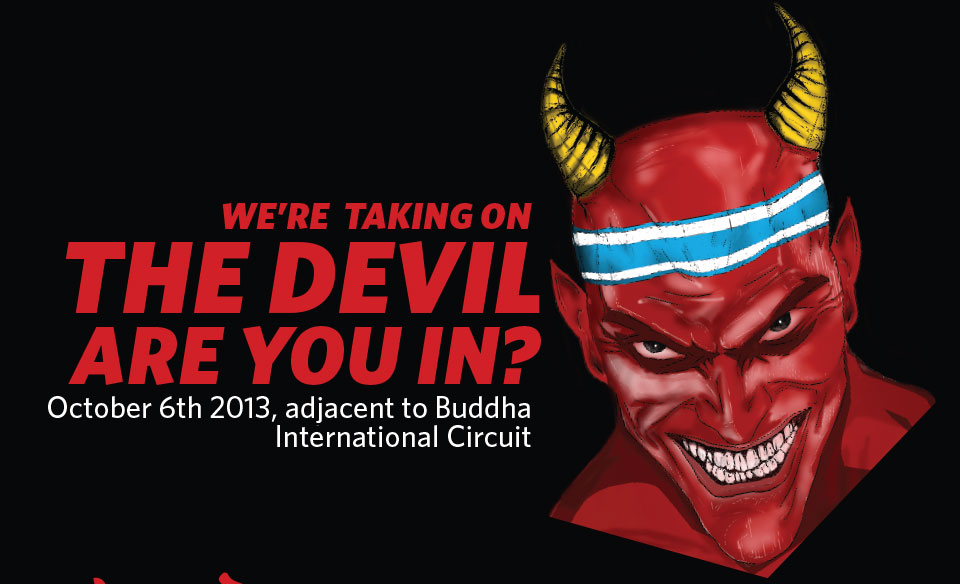 WE'RE TAKING ON
THE DEVIL
ARE YOU IN?
October 6th 2013, adjacent to Buddha
International Circuit